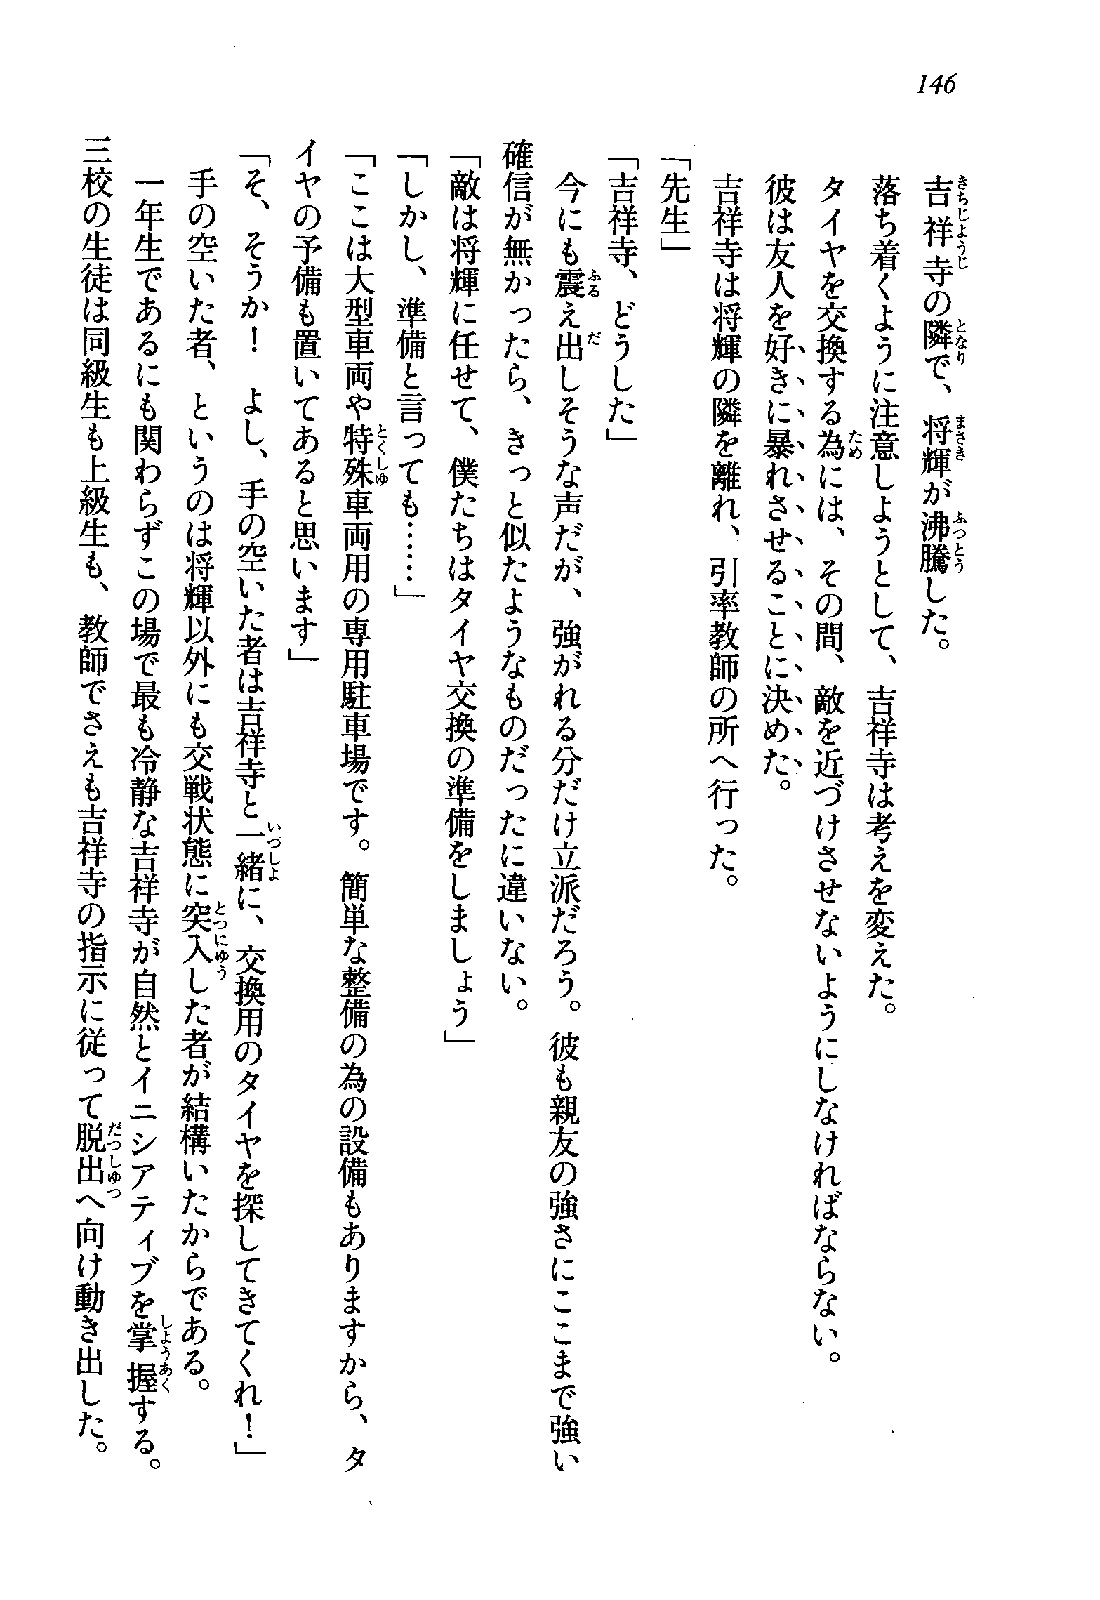 146
吉祥寺の隣で、将輝が沸騰した。
落ち着くように注意しようとして、吉祥寺は考えを変えた。
タイヤを交換する為には、その間、敵を近づけさせないようにしなければならない。
彼は友人を好きに暴れさせることに決めた。
吉祥寺は将輝の隣を離れ、引率教師の所へ行った。
「先生」
「吉祥寺、どうした」
今にも震え出しそうな声だが、強がれる分だけ立派だろう。彼も親友の強さにここまで強い
確信が無かったら、きっと似たようなものだったに違いない。
「敵は将輝に任せて、僕たちはタイヤ交換の準備をしましょう」
「しかし、準備と言っても……」
「ここは大型車両や特殊車両用の専用駐車場です。簡単な整備の為の設備もありますから、タ
イヤの予備も置いてあると思います」
「そ、そうか！　よし、手の空いた者は吉祥寺と一緒に、交換用のタイヤを探してきてくれ！」
手の空いた者、というのは将輝以外にも交戦状態に突入した者が結構いたからである。
一年生であるにも関わらずこの場で最も冷静な吉祥寺が自然とイニシアティブを掌握する。
三校の生徒は同級生も上級生も、教師でさえも吉祥寺の指示に従って脱出へ向け動き出した。